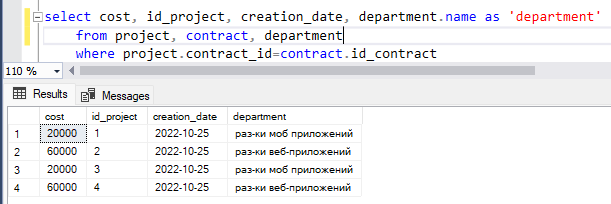 select cost, id_project, creation_date, department.name as 'department'
from project, contract, department
where project.contract_id=contract.id_contract
110 %
Results Messages
cost id_project creation_date department
1 20000 1 2022-10-25 раз-ки моб приложений
2 60000 2 2022-10-25 раз-ки веб-приложений
3 20000 3 2022-10-25 раз-ки моб приложений
4 60000 4 2022-10-25 раз-ки веб-приложений